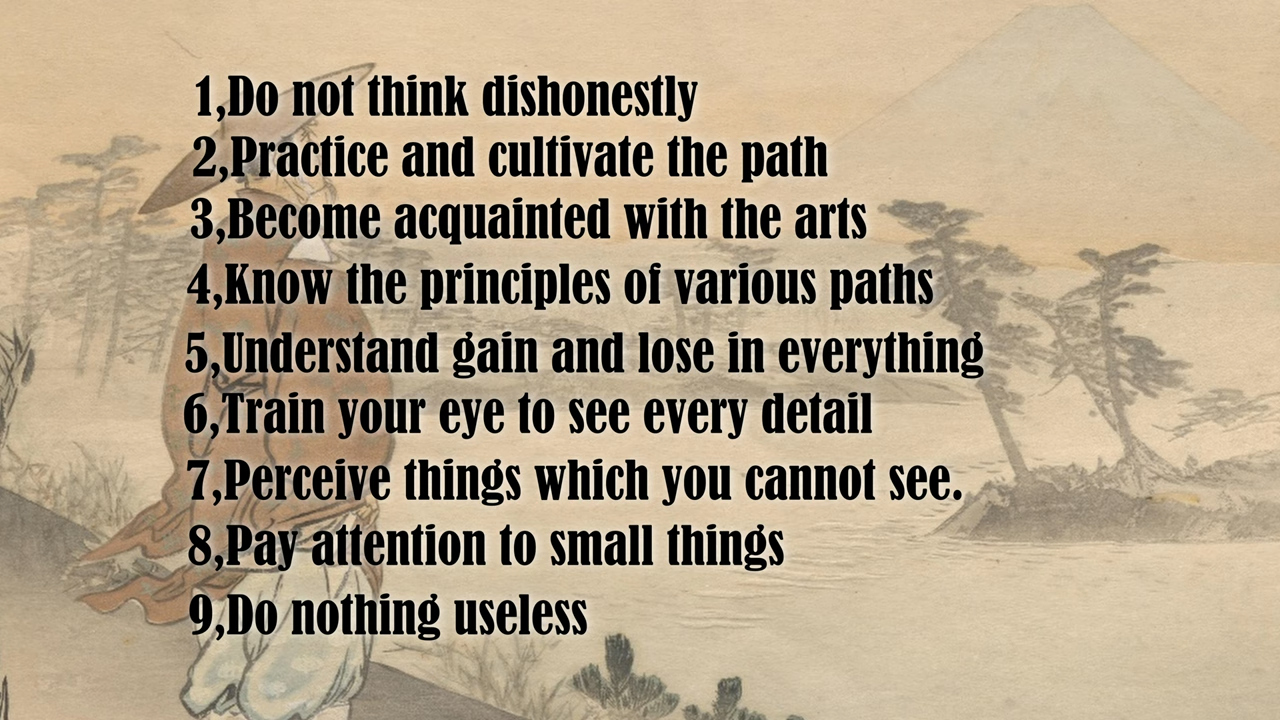 1,Do not think dishonestly
2,Practice and cultivate the path
3,Become acquainted with the arts
4,Know the principles of various paths
5,Understand gain and lose in everything
6,Train your eye to see every detail
7,Perceive things which you cannot see.
8,Pay attention to small things
9,Do nothing useless